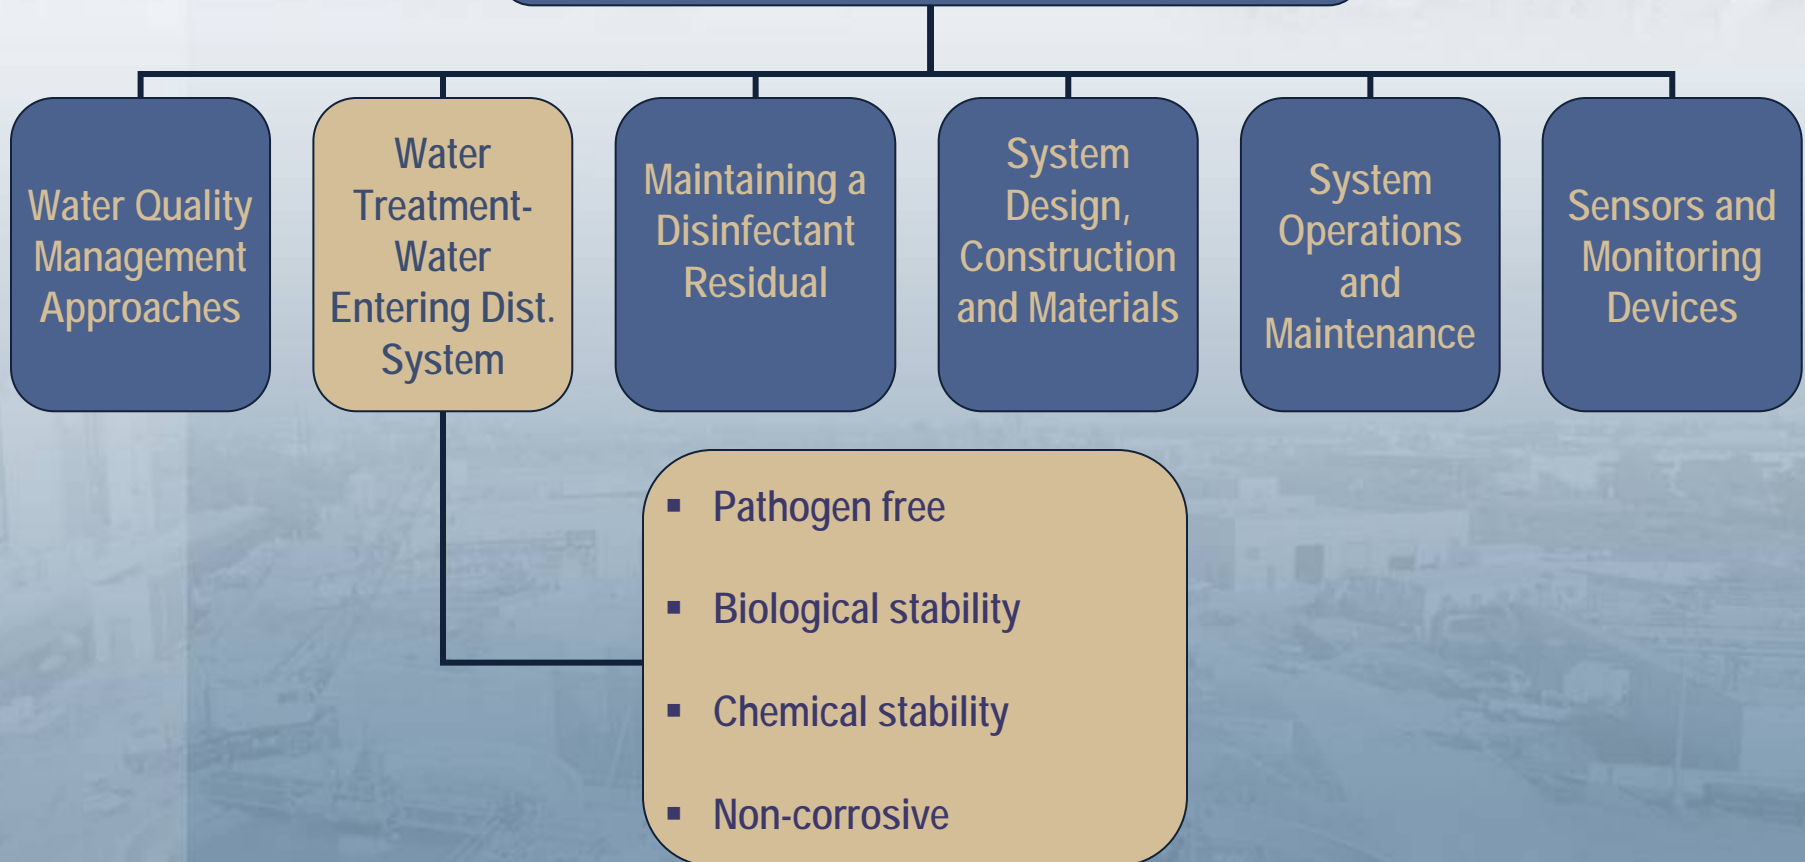 Water Quality
Management
Approaches
Water
Treatment-
Water
Entering Dist.
System
Maintaining a
Disinfectant
Residual
System
Design,
Construction
and Materials
System
Operations
and
Maintenance
Sensors and
Monitoring
Devices
▪ Pathogen free
▪ Biological stability
▪ Chemical stability
▪ Non-corrosive